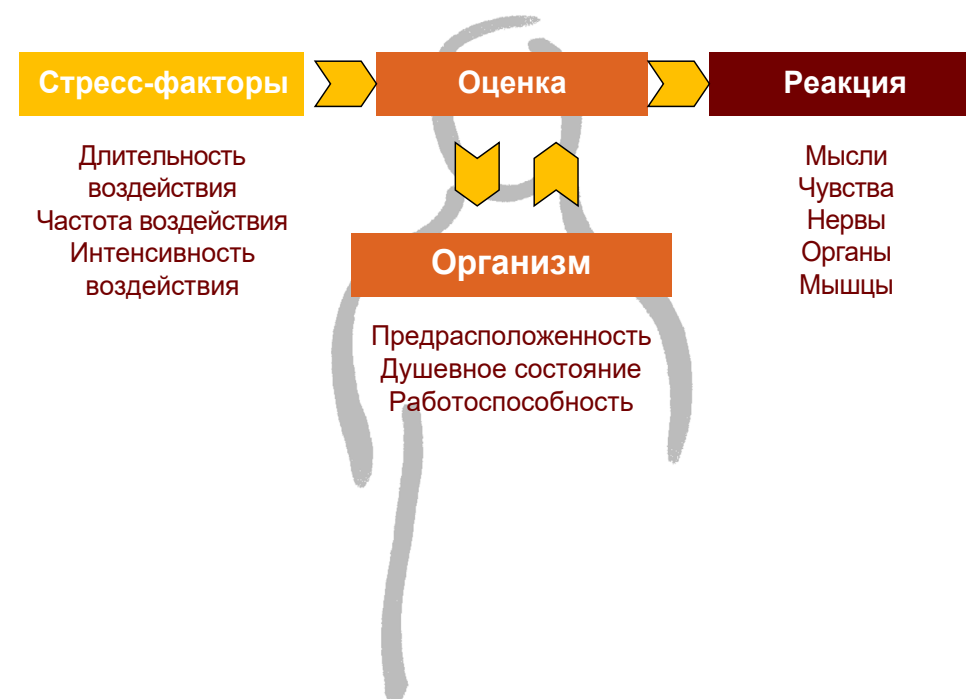 Стресс-факторы
Оценка
Реакция
Длительность
воздействия
Частота воздействия
Интенсивность
воздействия
Мысли
Чувства
Нервы
Органы
Мышцы
Организм
Предрасположенность
Душевное состояние
Работоспособность